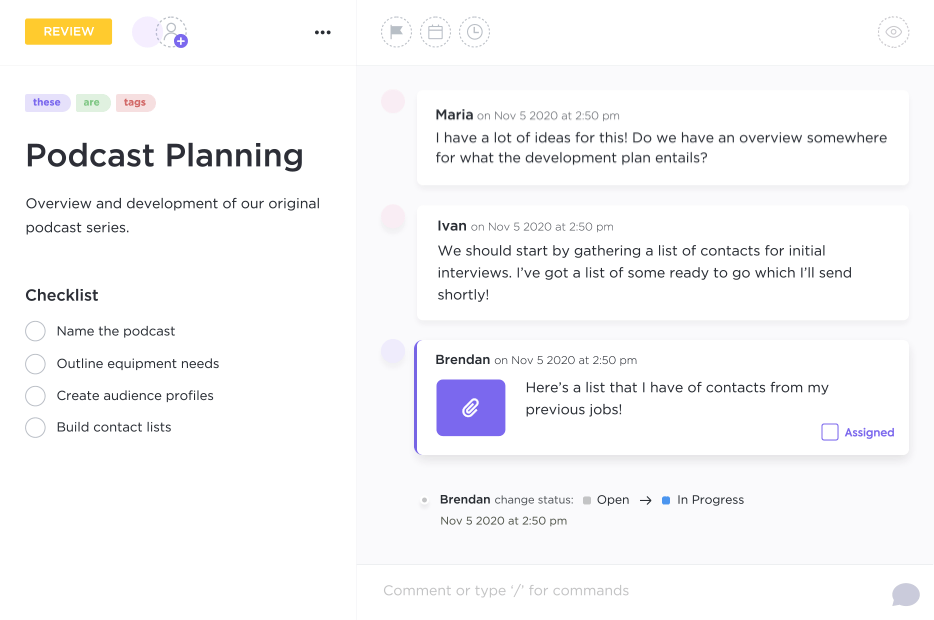 REVIEW
these are tags
Podcast Planning
Overview and development of our original
podcast series.
Checklist
Name the podcast
Outline equipment needs
Create audience profiles
Build contact lists
Maria on Nov 5 2020 at 2:50 pm
I have a lot of ideas for this! Do we have an overview somewhere
for what the development plan entails?
Ivan on Nov 5 2020 at 2:50 pm
We should start by gathering a list of contacts for initial
interviews. I’ve got a list of some ready to go which I’ll send
shortly!
Brendan on Nov 5 2020 at 2:50 pm
Here’s a list that I have of contacts from my
previous jobs!
Assigned
Brendan change status: Open → In Progress
Nov 5 2020 at 2:50 pm
Comment or type ‘/’ for commands